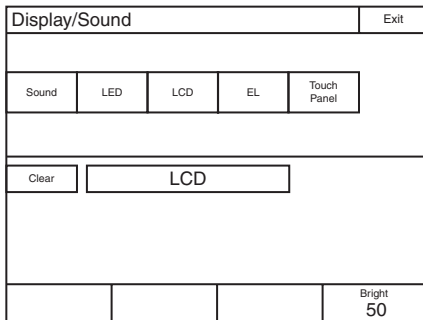 Display/Sound
Exit
Sound
LED
LCD
EL
Touch
Panel
Clear
LCD
Bright
50